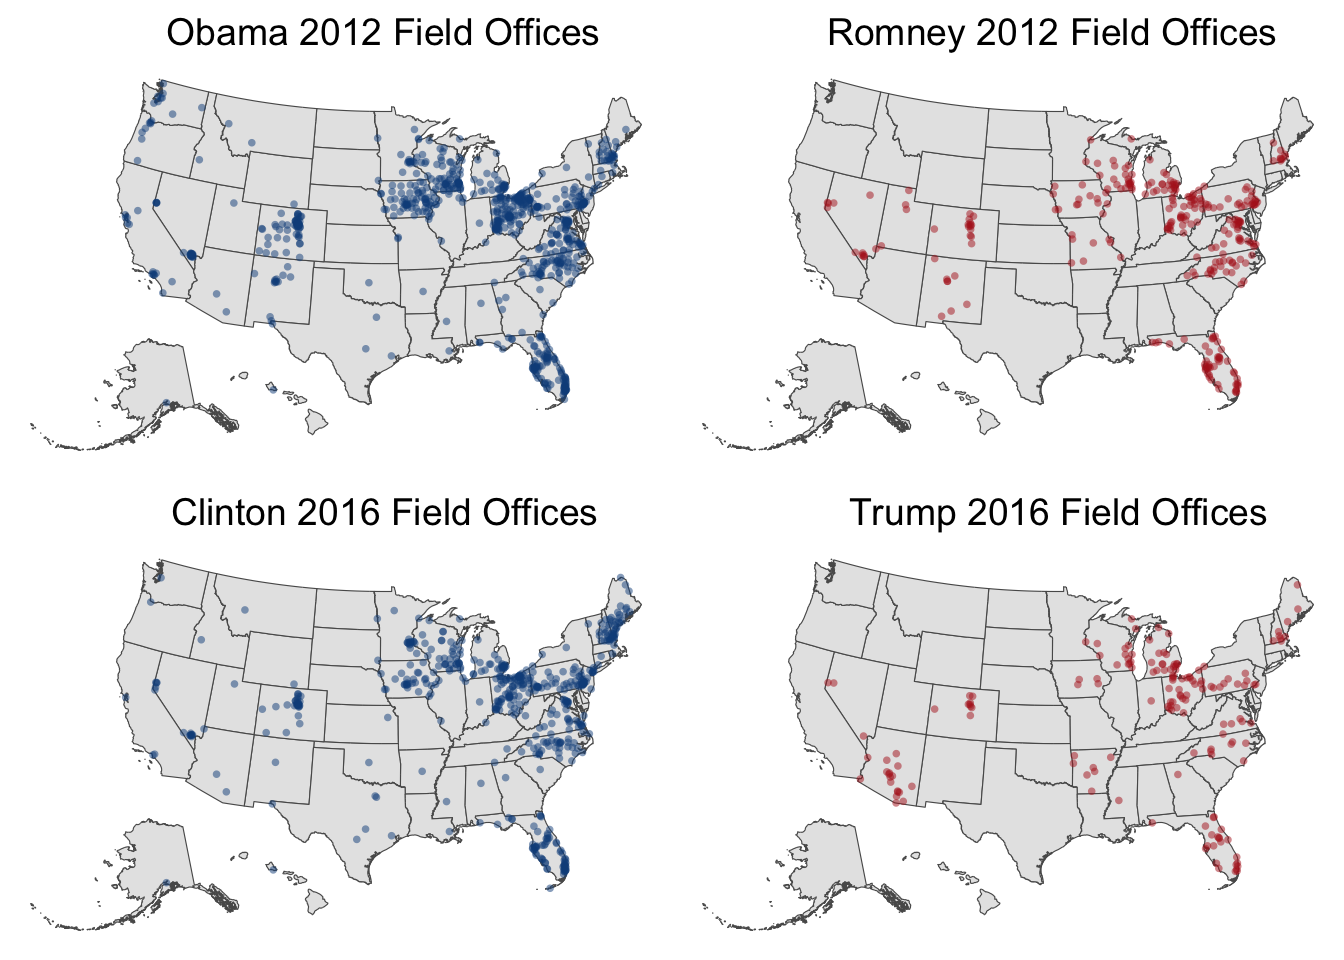 Obama 2012 Field Offices
Romney 2012 Field Offices
Clinton 2016 Field Offices
Trump 2016 Field Offices